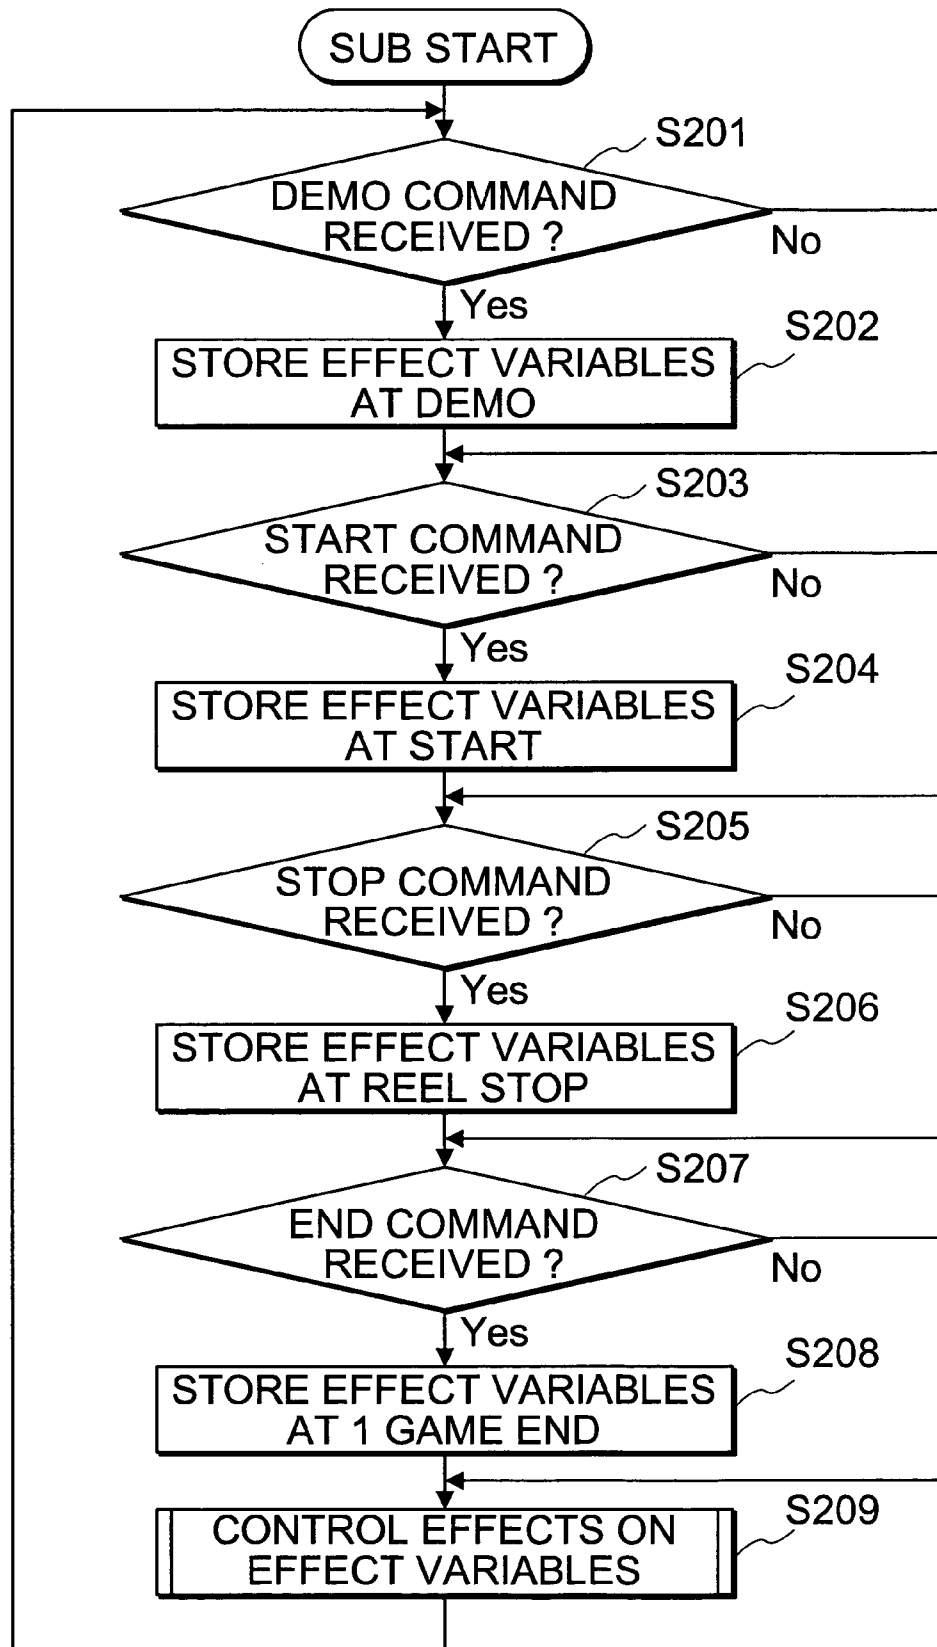 SUB START
S201
DEMO COMMAND
RECEIVED ?
No
Yes
S202
STORE EFFECT VARIABLES
AT DEMO
S203
START COMMAND
RECEIVED ?
No
Yes
S204
STORE EFFECT VARIABLES
AT START
S205
STOP COMMAND
RECEIVED ?
No
Yes
S206
STORE EFFECT VARIABLES
AT REEL STOP
S207
END COMMAND
RECEIVED ?
No
Yes
S208
STORE EFFECT VARIABLES
AT 1 GAME END
S209
CONTROL EFFECTS ON
EFFECT VARIABLES